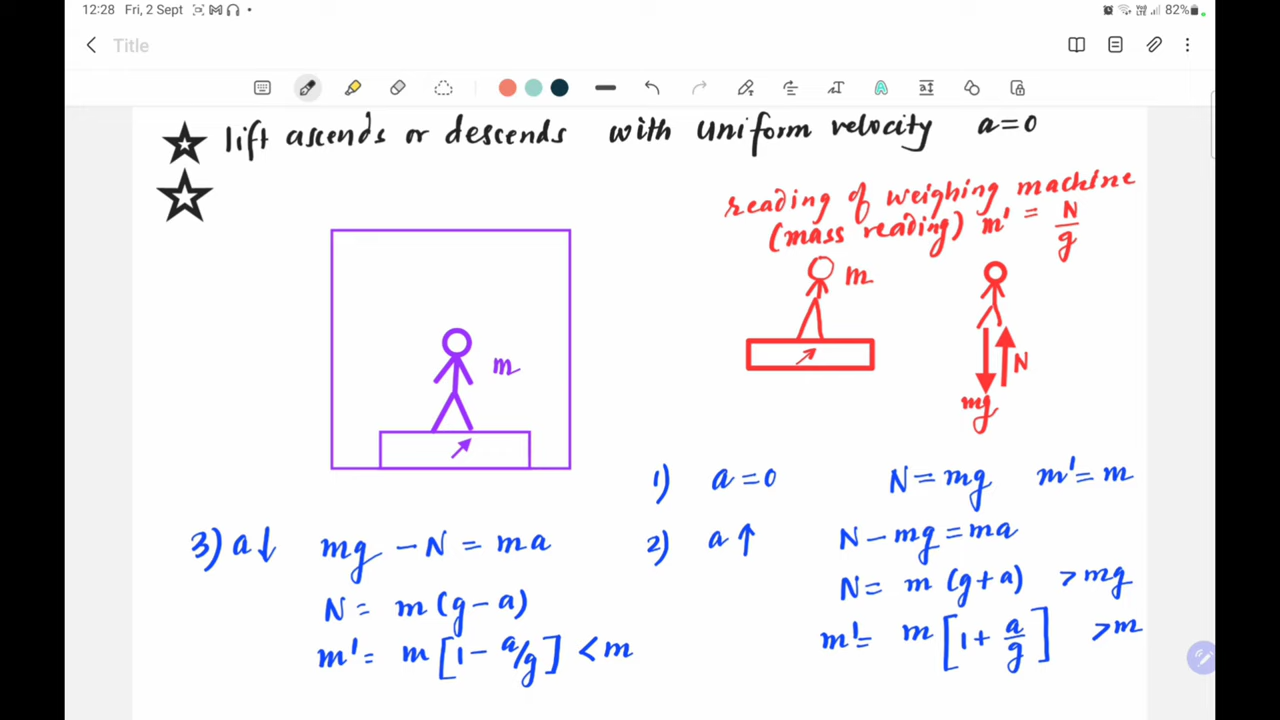 12:28 Fri, 2 Sept
82%
Title
lift ascends or descends with uniform velocity a=0
reading of weighing machine
(mass reading) m' = N/g
m
m
N
mg
1) a=0 N=mg m'=m
2) a↑ N-mg=ma
N= m(g+a) >mg
m'= m[1+a/g] >m
3) a↓ mg-N=ma
N= m(g-a)
m'= m[1-a/g] <m